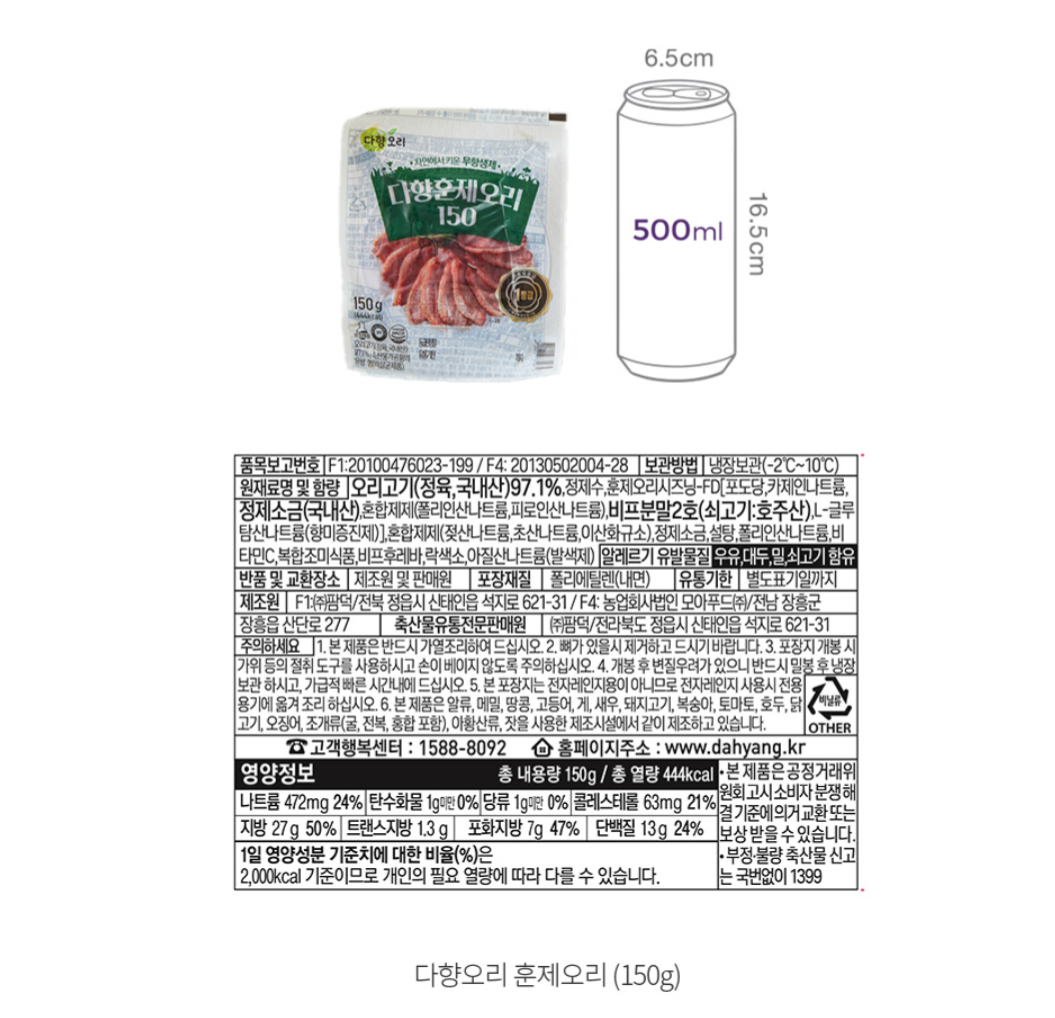 6.5cm
다향오리
자연에서 키운 무항생제
다향훈제오리
150
500ml
16.5cm
150g
(444kcal)
품목보고번호 F1:20100476023-199 / F4: 20130502004-28 보관방법 냉장보관(-2℃~10℃)
원재료명 및 함량 오리고기(정육,국내산)97.1%,정제수,훈제오리시즈닝-FD[포도당,카제인나트륨,
정제소금(국내산),혼합제제(폴리인산나트륨,피로인산나트륨),비프분말2호(쇠고기:호주산),L-글루
탐산나트륨(향미증진제)],혼합제제(젖산나트륨,초산나트륨,이산화규소),정제소금,설탕,폴리인산나트륨,비
타민C,복합조미식품,비프후레바,락색소,아질산나트륨(발색제) 알레르기 유발물질 우유,대두,밀,쇠고기 함유
반품 및 교환장소 제조원 및 판매원 포장재질 폴리에틸렌(내면) 유통기한 별도표기일까지
제조원 F1:㈜팜덕/전북 정읍시 신태인읍 석지로 621-31 / F4: 농업회사법인 모아푸드㈜/전남 장흥군
장흥읍 산단로 277 축산물유통전문판매원 ㈜팜덕/전라북도 정읍시 신태인읍 석지로 621-31
주의하세요 1. 본 제품은 반드시 가열조리하여 드십시오. 2. 뼈가 있을시 제거하고 드시기 바랍니다. 3. 포장지 개봉 시
가위 등의 절취 도구를 사용하시고 손이 베이지 않도록 주의하십시오. 4. 개봉 후 변질우려가 있으니 반드시 밀봉 후 냉장
보관 하시고, 가급적 빠른 시간내에 드십시오. 5. 본 포장지는 전자레인지용이 아니므로 전자레인지 사용시 전용
용기에 옮겨 조리 하십시오. 6. 본 제품은 알류, 메밀, 땅콩, 고등어, 게, 새우, 돼지고기, 복숭아, 토마토, 호두, 닭
고기, 오징어, 조개류(굴, 전복, 홍합 포함), 아황산류, 잣을 사용한 제조시설에서 같이 제조하고 있습니다.
비닐류
OTHER
고객행복센터 : 1588-8092 홈페이지주소 : www.dahyang.kr
영양정보 총 내용량 150g / 총 열량 444kcal
나트륨 472mg 24% 탄수화물 1g미만 0% 당류 1g미만 0% 콜레스테롤 63mg 21%
지방 27g 50% 트랜스지방 1.3g 포화지방 7g 47% 단백질 13g 24%
1일 영양성분 기준치에 대한 비율(%)은
2,000kcal 기준이므로 개인의 필요 열량에 따라 다를 수 있습니다.
•본 제품은 공정거래위
원회 고시 소비자 분쟁 해
결 기준에 의거 교환 또는
보상 받을 수 있습니다.
•부정·불량 축산물 신고
는 국번없이 1399
다향오리 훈제오리 (150g)